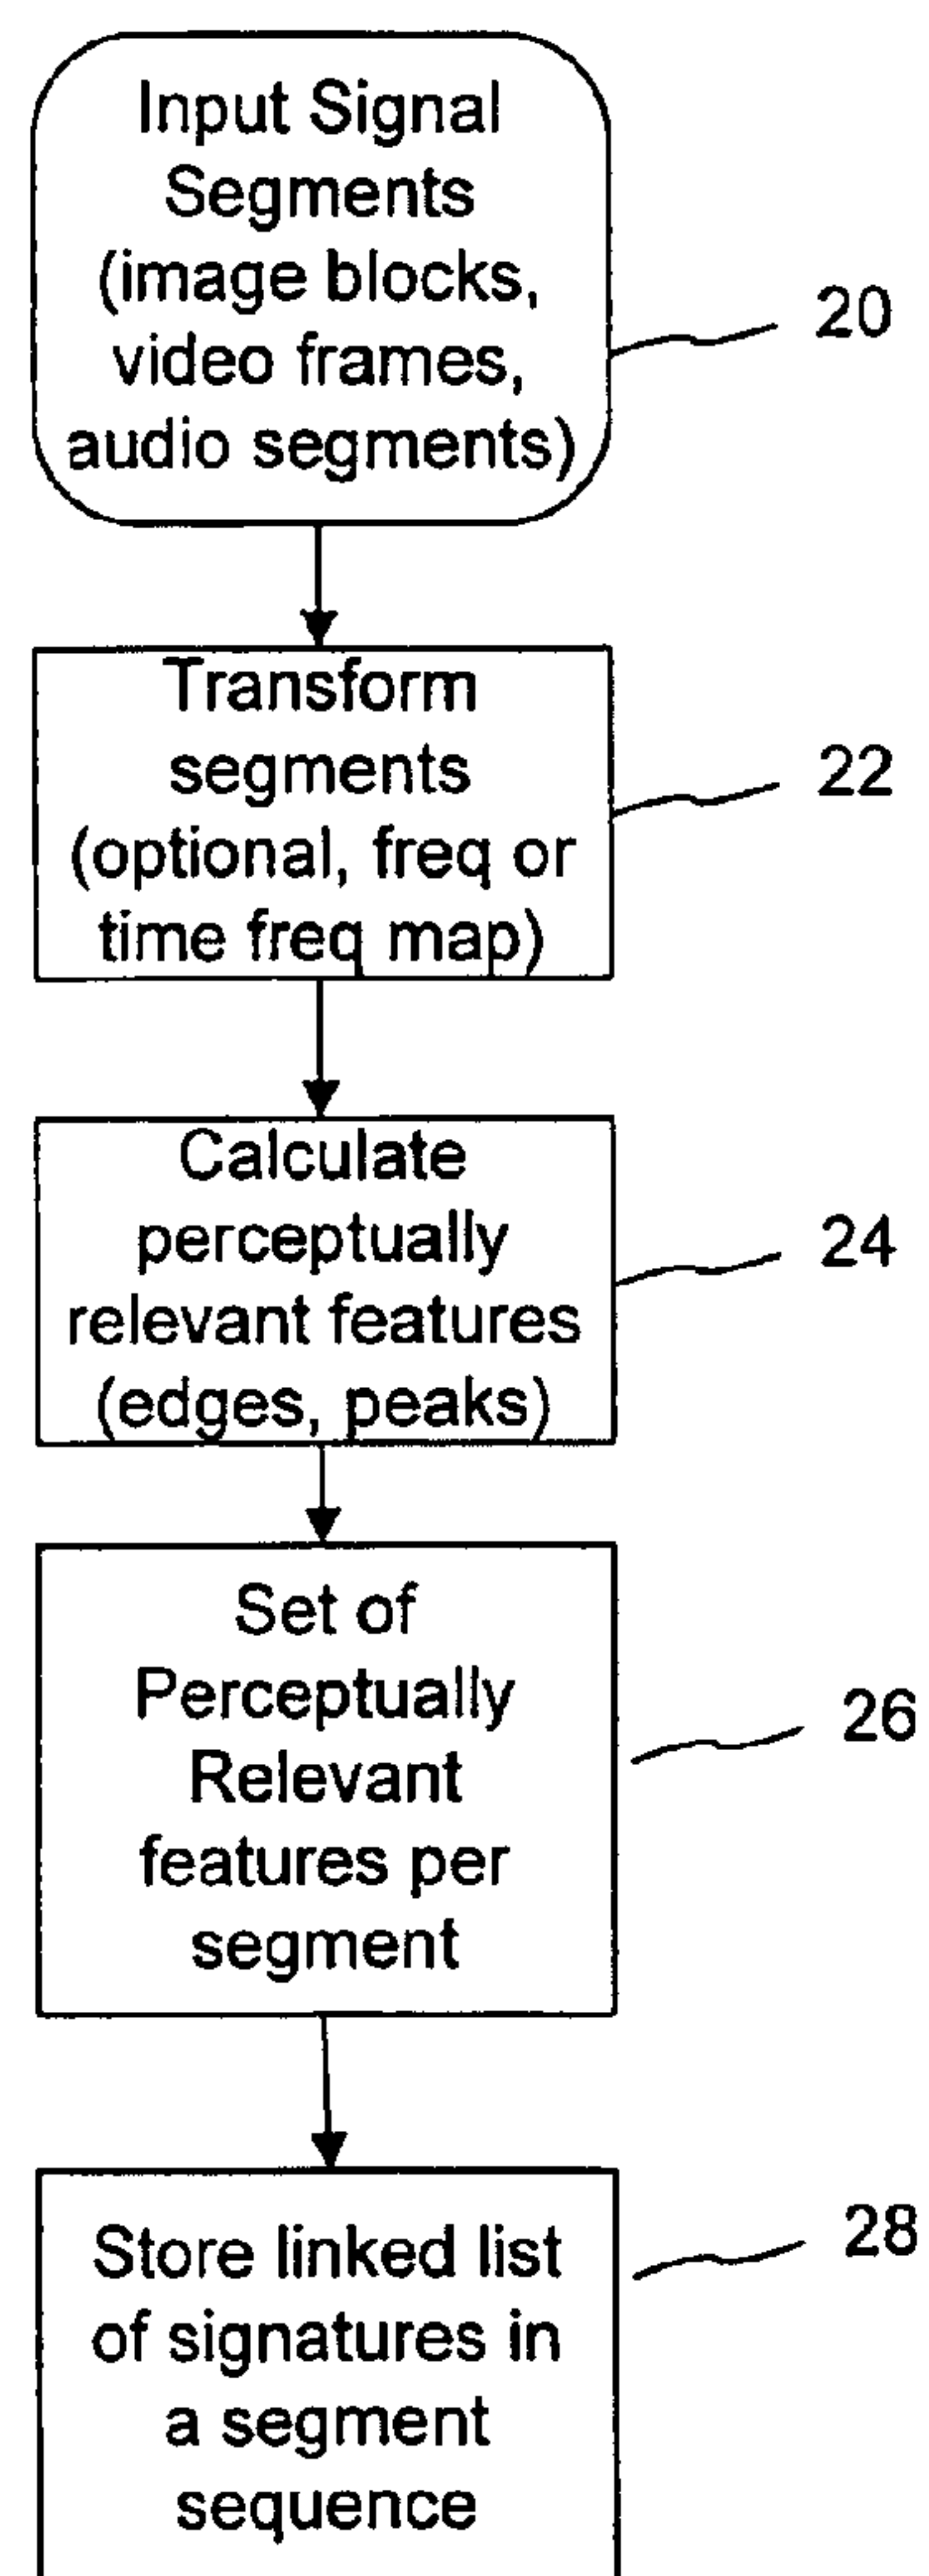 Input Signal
Segments
(image blocks,
video frames,
audio segments)
20
Transform
segments
(optional, freq or
time freq map)
22
Calculate
perceptually
relevant features
(edges, peaks)
24
Set of
Perceptually
Relevant
features per
segment
26
Store linked list
of signatures in
a segment
sequence
28